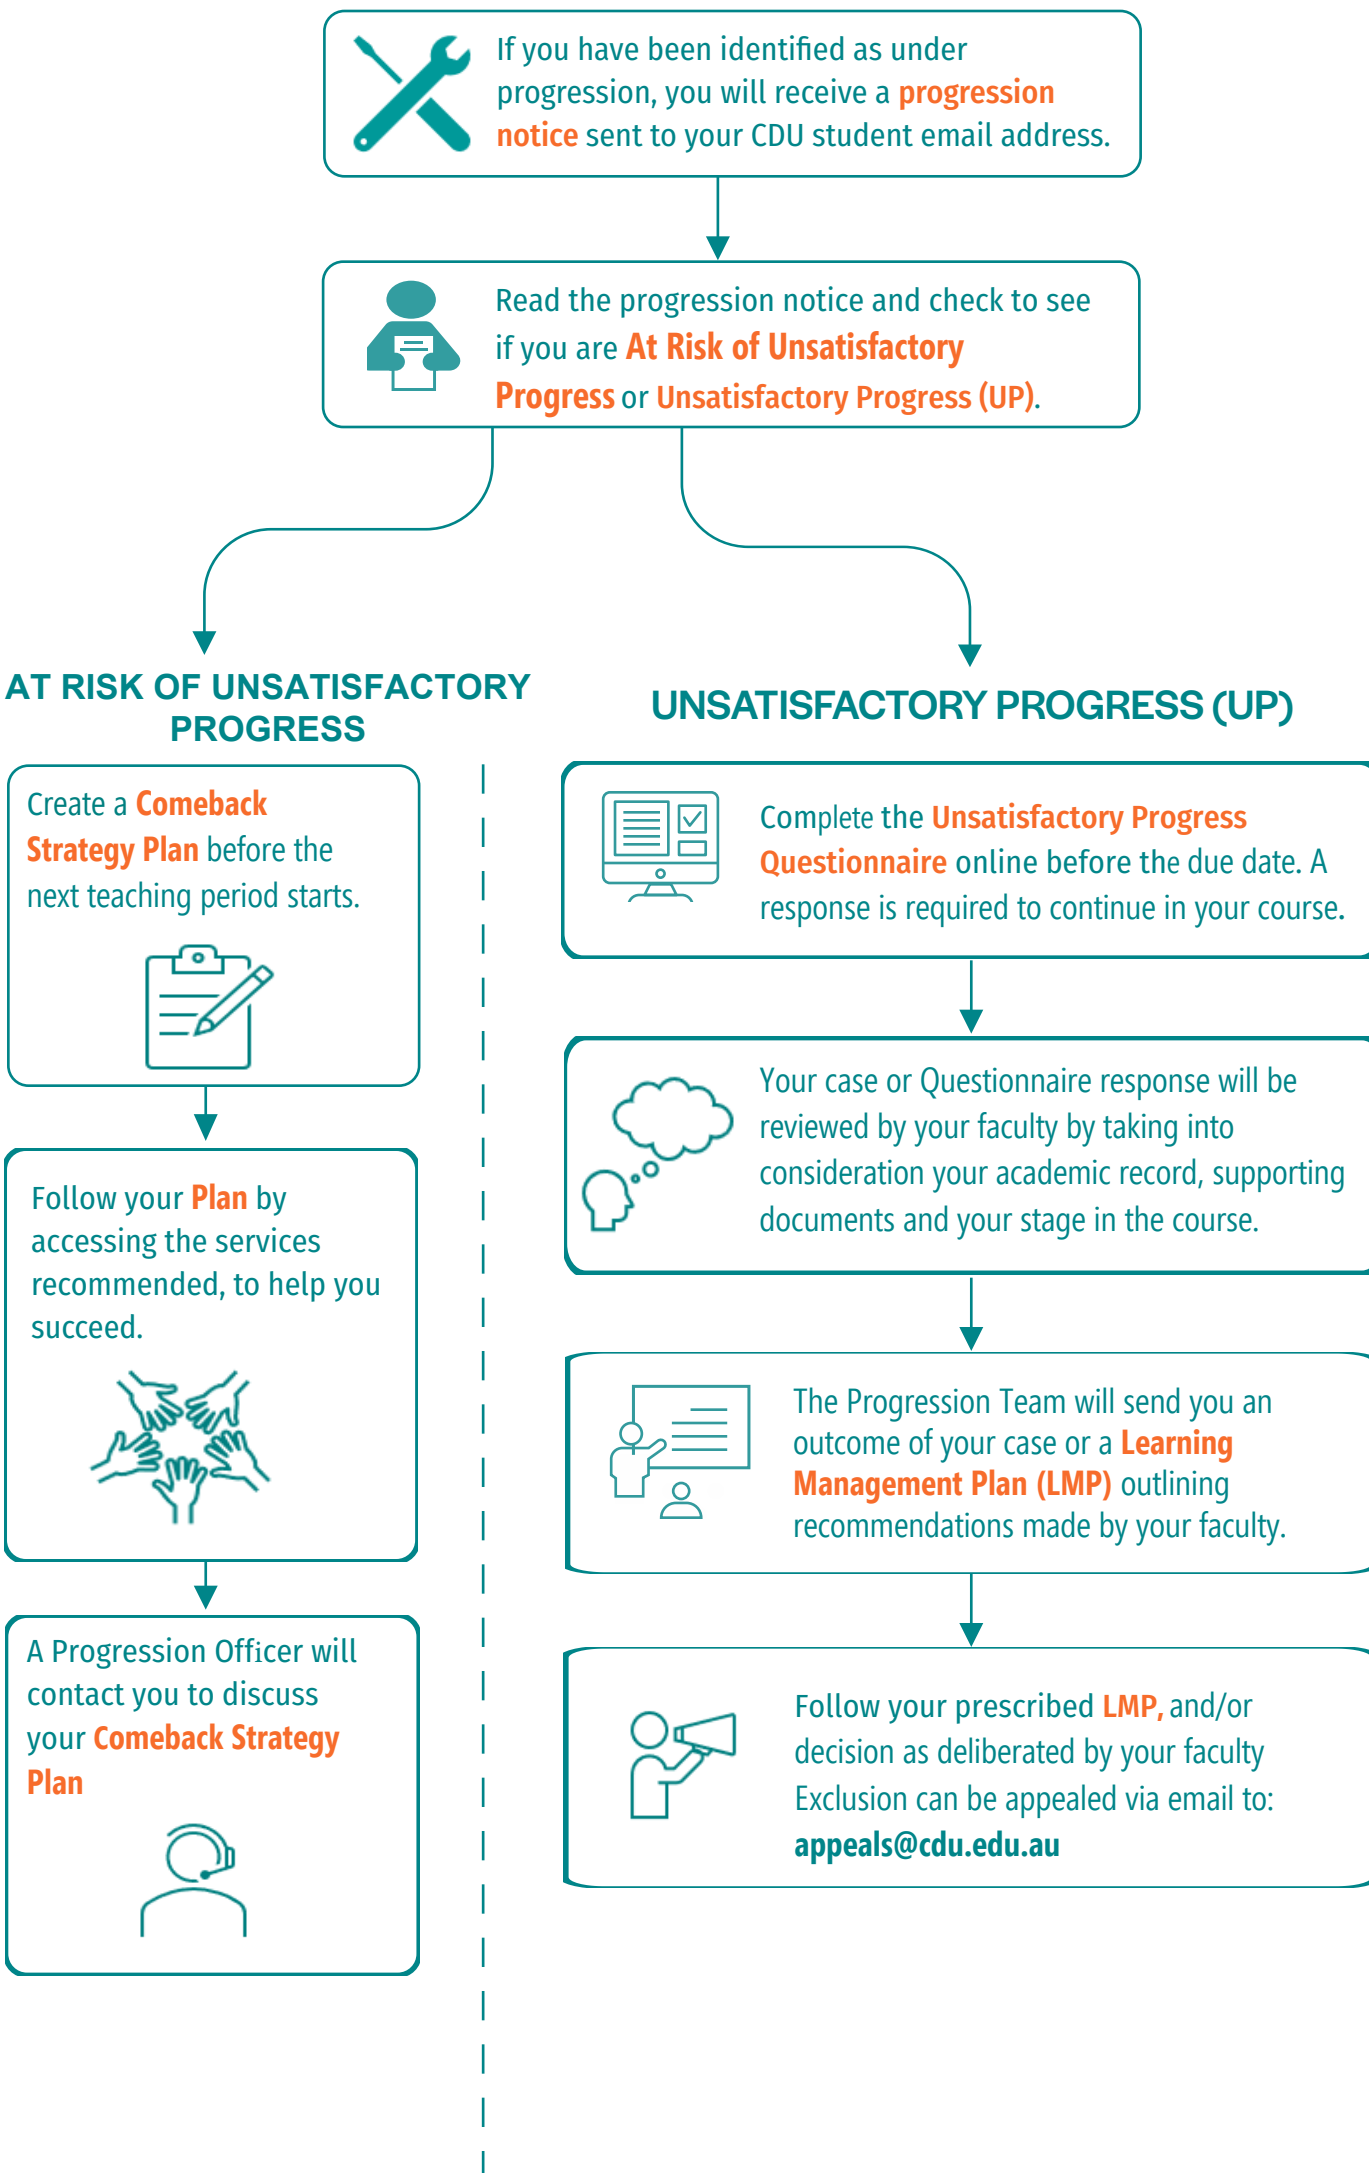 If you have been identified as under
progression, you will receive a progression
notice sent to your CDU student email address.
Read the progression notice and check to see
if you are At Risk of Unsatisfactory
Progress or Unsatisfactory Progress (UP).
AT RISK OF UNSATISFACTORY
PROGRESS
Create a Comeback
Strategy Plan before the
next teaching period starts.
Follow your Plan by
accessing the services
recommended, to help you
succeed.
A Progression Officer will
contact you to discuss
your Comeback Strategy
Plan
UNSATISFACTORY PROGRESS (UP)
Complete the Unsatisfactory Progress
Questionnaire online before the due date. A
response is required to continue in your course.
Your case or Questionnaire response will be
reviewed by your faculty by taking into
consideration your academic record, supporting
documents and your stage in the course.
The Progression Team will send you an
outcome of your case or a Learning
Management Plan (LMP) outlining
recommendations made by your faculty.
Follow your prescribed LMP, and/or
decision as deliberated by your faculty
Exclusion can be appealed via email to:
appeals@cdu.edu.au